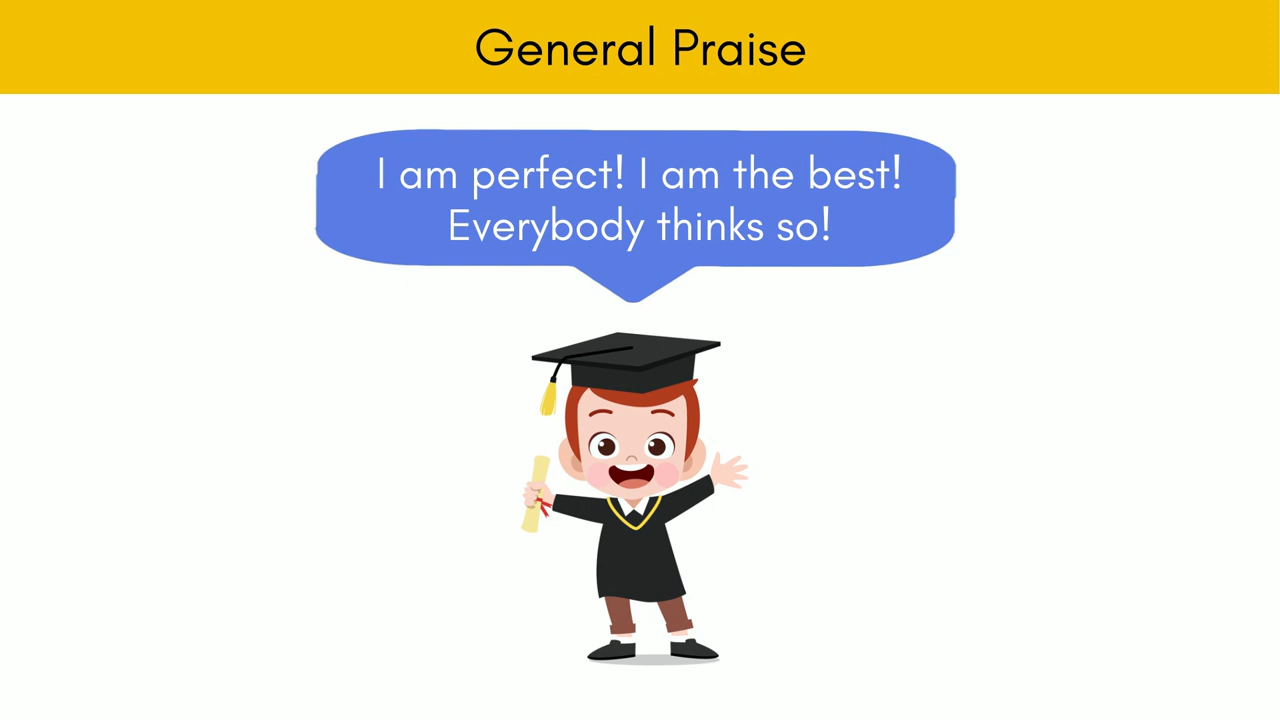 General Praise
I am perfect! I am the best!
Everybody thinks so!